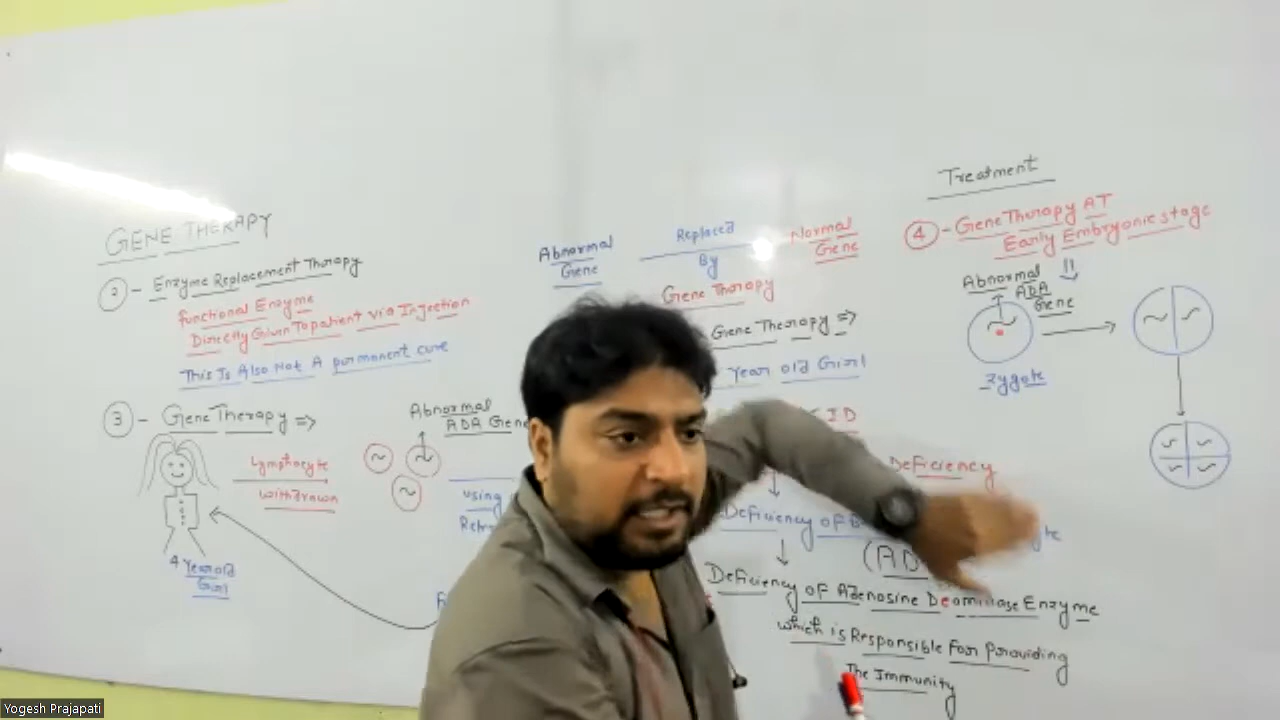 GENE THERAPY
2 - Enzyme Replacement Therapy
functional Enzyme
Directly Given To patient via Injection
This Is Also Not A permanent cure
3 - Gene Therapy =>
Lymphocyte
withdrawn
4 Year old
Girl
Abnormal
ADA Gene
using
Abnormal
Gene
Replaced
By
Normal
Gene
Gene Therapy
Gene Therapy =>
Year old Girl
ID
Deficiency
Deficiency of
(AD
Deficiency of Adenosine Deaminase Enzyme
which is Responsible For Providing
The Immunity
Treatment
4 - Gene Therapy AT
Early Embryonic stage
Abnormal
ADA
Gene
Zygote
Yogesh Prajapati